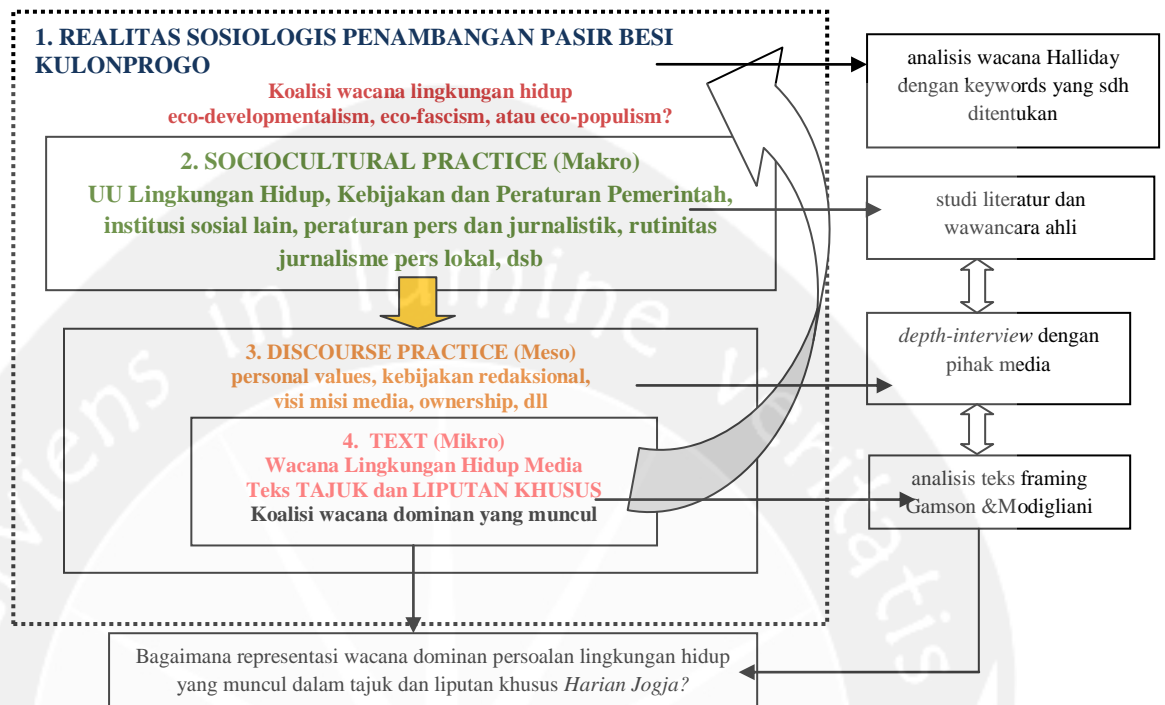 1. REALITAS SOSIOLOGIS PENAMBANGAN PASIR BESI
KULONPROGO
Koalisi wacana lingkungan hidup
eco-developmentalism, eco-fascism, atau eco-populism?
2. SOCIOCULTURAL PRACTICE (Makro)
UU Lingkungan Hidup, Kebijakan dan Peraturan Pemerintah,
institusi sosial lain, peraturan pers dan jurnalistik, rutinitas
jurnalisme pers lokal, dsb
3. DISCOURSE PRACTICE (Meso)
personal values, kebijakan redaksional,
visi misi media, ownership, dll
4. TEXT (Mikro)
Wacana Lingkungan Hidup Media
Teks TAJUK dan LIPUTAN KHUSUS
Koalisi wacana dominan yang muncul
analisis wacana Halliday
dengan keywords yang sdh
ditentukan
studi literatur dan
wawancara ahli
depth-interview dengan
pihak media
analisis teks framing
Gamson &Modigliani
Bagaimana representasi wacana dominan persoalan lingkungan hidup
yang muncul dalam tajuk dan liputan khusus Harian Jogja?
viens in lumine veritatis